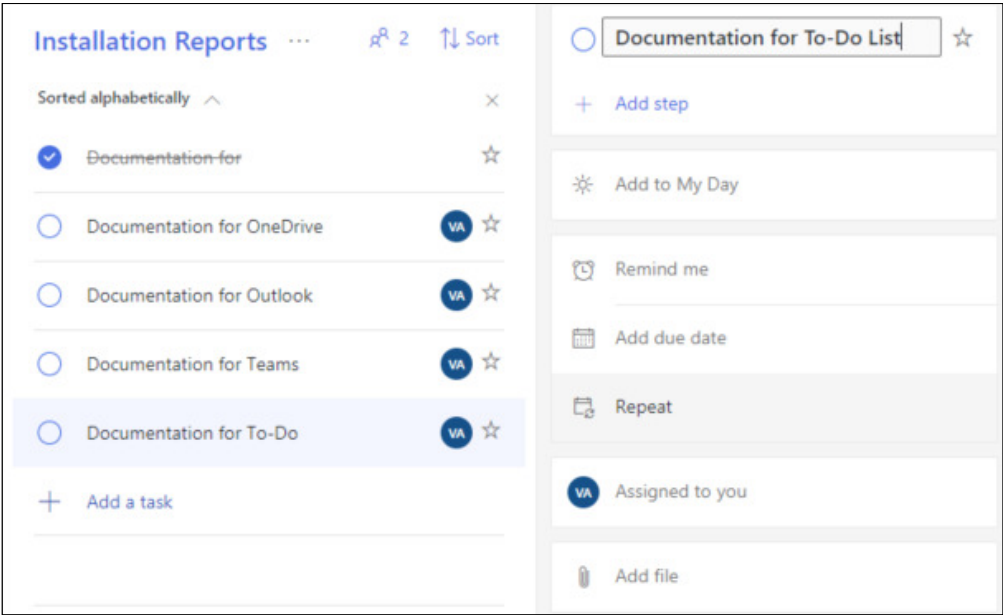 Installation Reports ... 2 Sort
Sorted alphabetically
Documentation for
Documentation for OneDrive VA
Documentation for Outlook VA
Documentation for Teams VA
Documentation for To-Do VA
Add a task
Documentation for To-Do List
Add step
Add to My Day
Remind me
Add due date
Repeat
VA Assigned to you
Add file